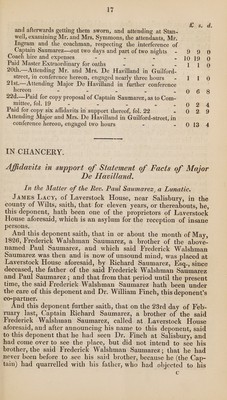 17
£ s. d.
and afterwards getting them sworn, and attending at Stan-
well, examining Mr. and Mrs. Symmons, the attendants, Mr.
Ingram and the coachman, respecting the interference of
Captain Saumarez—out two days and part of two nights - 9 9 0
Coach hire and expenses - - - - 10 19 0
Paid Master Extraordinary for oaths - - - 1 1 0
20th.—Attending Mr. and Mrs. De Havilland in Guilford-
street, in conference hereon, engaged nearly three hours - 1 1 0
21st.—Attending Major De Havilland in further conference
hereon - - - - - 0 6 8
22d.—Paid for copy proposal of Captain Saumarez, as to Com-
mittee, fol. 19 - - - - 0 2 4
Paid for copy six affidavits in support thereof, fol. 22 - 0 2 9
Attending Major and Mrs. De Havilland in Guilford-street, in
conference hereon, engaged two hours - - 0 13 4
IN CHANCERY.
Affidavits in support of Statement of Facts of Major
De Havilland.
In the Matter of the Rev. Paul Saumarez, a Lunatic.
JAMES LACY, of Laverstock House, near Salisbury, in the
county of Wilts, saith, that for eleven years, or thereabouts, he,
this deponent, hath been one of the proprietors of Laverstock
House aforesaid, which is an asylum for the reception of insane
persons.
And this deponent saith, that in or about the month of May,
1826, Frederick Walshman Saumarez, a brother of the above-
named Paul Saumarez, and which said Frederick Walshman
Saumarez was then and is now of unsound mind, was placed at
Laverstock House aforesaid, by Richard Saumarez, Esq., since
deceased, the father of the said Frederick Walshman Saumarez
and Paul Saumarez; and that from that period until the present
time, the said Frederick Walshman Saumarez hath been under
the care of this deponent and Dr. William Finch, this deponent's
co-partner.
And this deponent further saith, that on the 23rd day of Feb-
ruary last, Captain Richard Saumarez, a brother of the said
Frederick Walshman Saumarez, called at Laverstock House
aforesaid, and after announcing his name to this deponent, said
to this deponent that he had seen Dr. Finch at Salisbury, and
had come over to see the place, but did not intend to see his
brother, the said Frederick Walshman Saumarez; that he had
never been before to see his said brother, because he (the Cap-
tain) had quarrelled with his father, who had objected to his
C